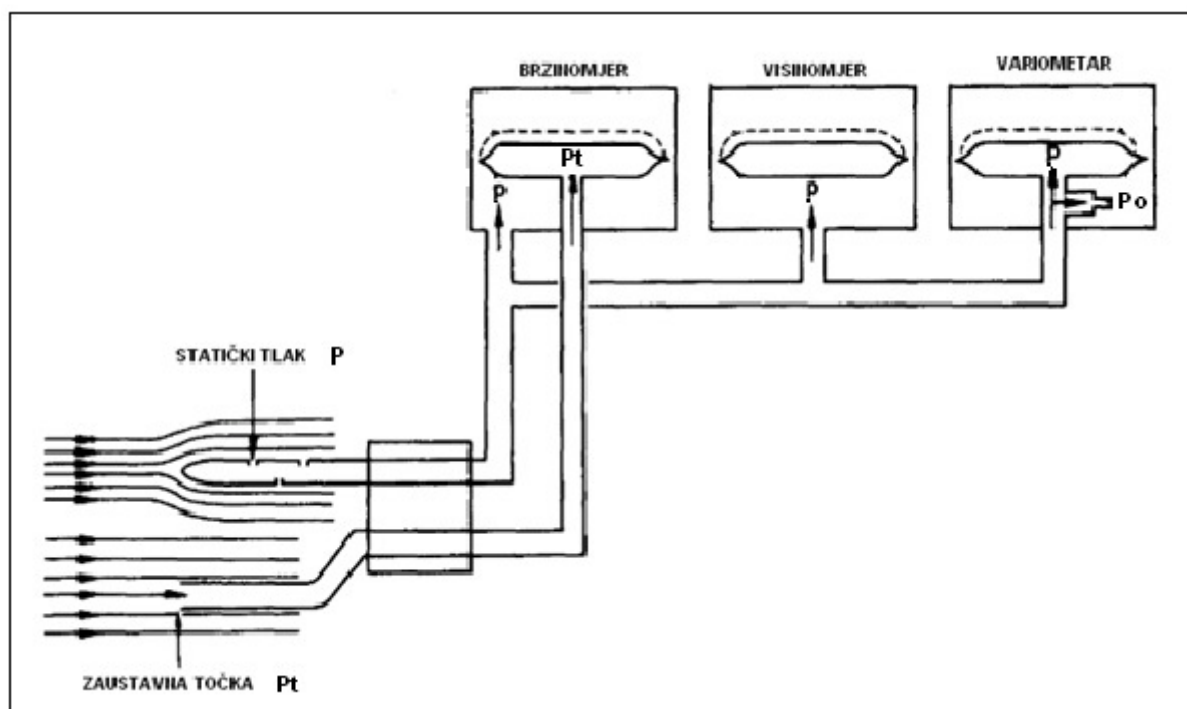 BRZINOMJER
VISINOMJER
VARIOMETAR
Pt
P
P
P
Po
STATIČKI TLAK P
ZAUSTAVNA TOČKA Pt